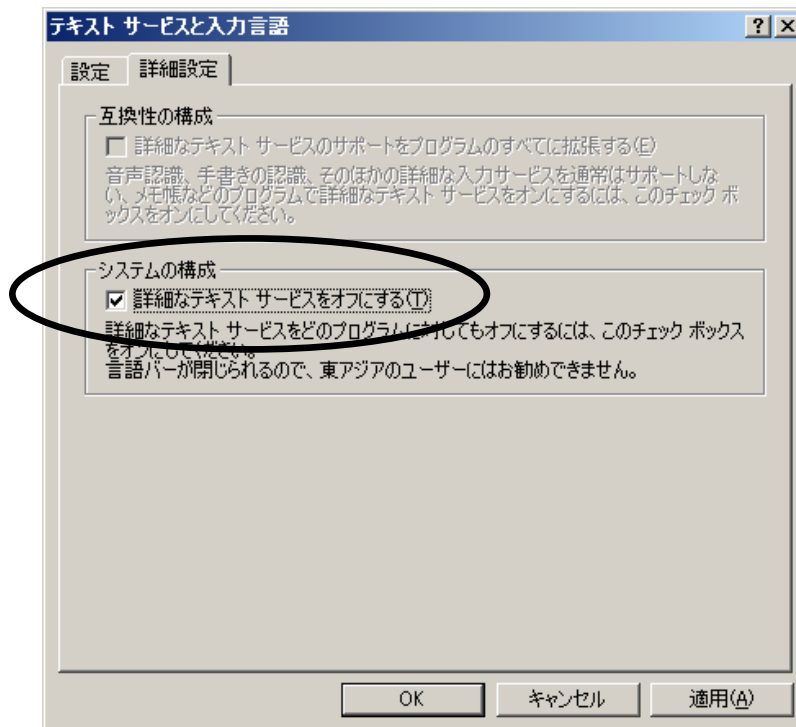 テキスト サービスと入力言語
設定 詳細設定
互換性の構成
詳細なテキスト サービスのサポートをプログラムのすべてに拡張する(E)
音声認識、手書きの認識、そのほかの詳細な入力サービスを通常はサポートしな
い、メモ帳などのプログラムで詳細なテキスト サービスをオンにするには、このチェック ボ
ックスをオンにしてください。
システムの構成
詳細なテキスト サービスをオフにする(T)
詳細なテキスト サービスをどのプログラムに対してもオフにするには、このチェック ボックス
をオンにしてください。
言語バーが閉じられるので、東アジアのユーザーにはお勧めできません。
OK キャンセル 適用(A)